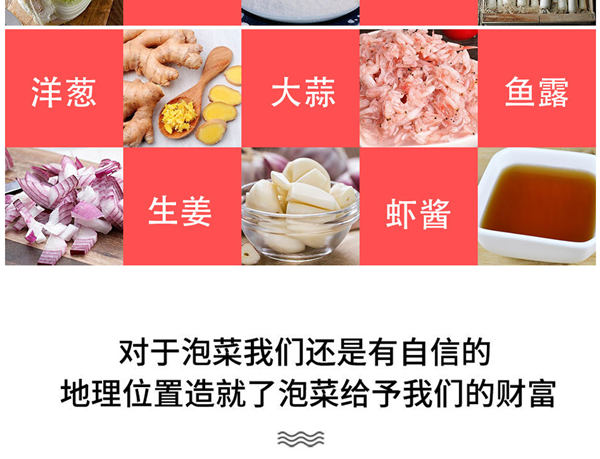 洋葱
大蒜
鱼露
生姜
虾酱
对于泡菜我们还是有自信的
地理位置造就了泡菜给予我们的财富